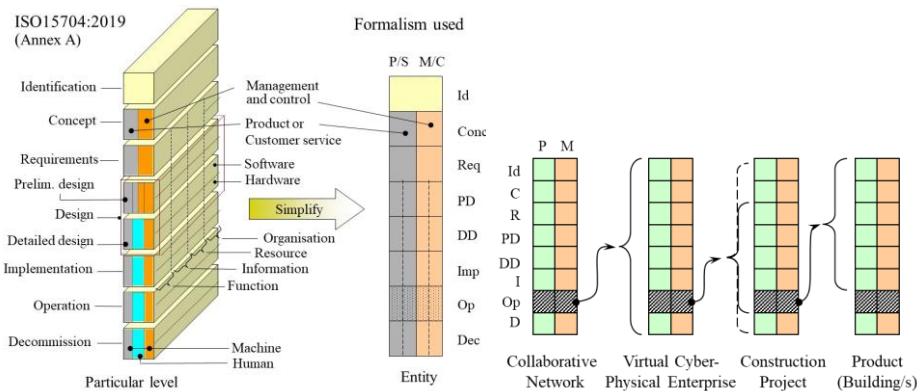 ISO15704:2019
(Annex A)
Identification
Concept
Requirements
Prelim. design
Design
Detailed design
Implementation
Operation
Decommission
Management
and control
Product or
Customer service
Software
Hardware
Organisation
Resource
Information
Function
Machine
Human
Particular level
Simplify
Formalism used
P/S M/C
Id
Conc
Req
PD
DD
Imp
Op
Dec
Entity
P M
Id
C
R
PD
DD
I
Op
D
Collaborative
Network
Virtual Cyber-
Physical Enterprise
Construction
Project
Product
(Building/s)